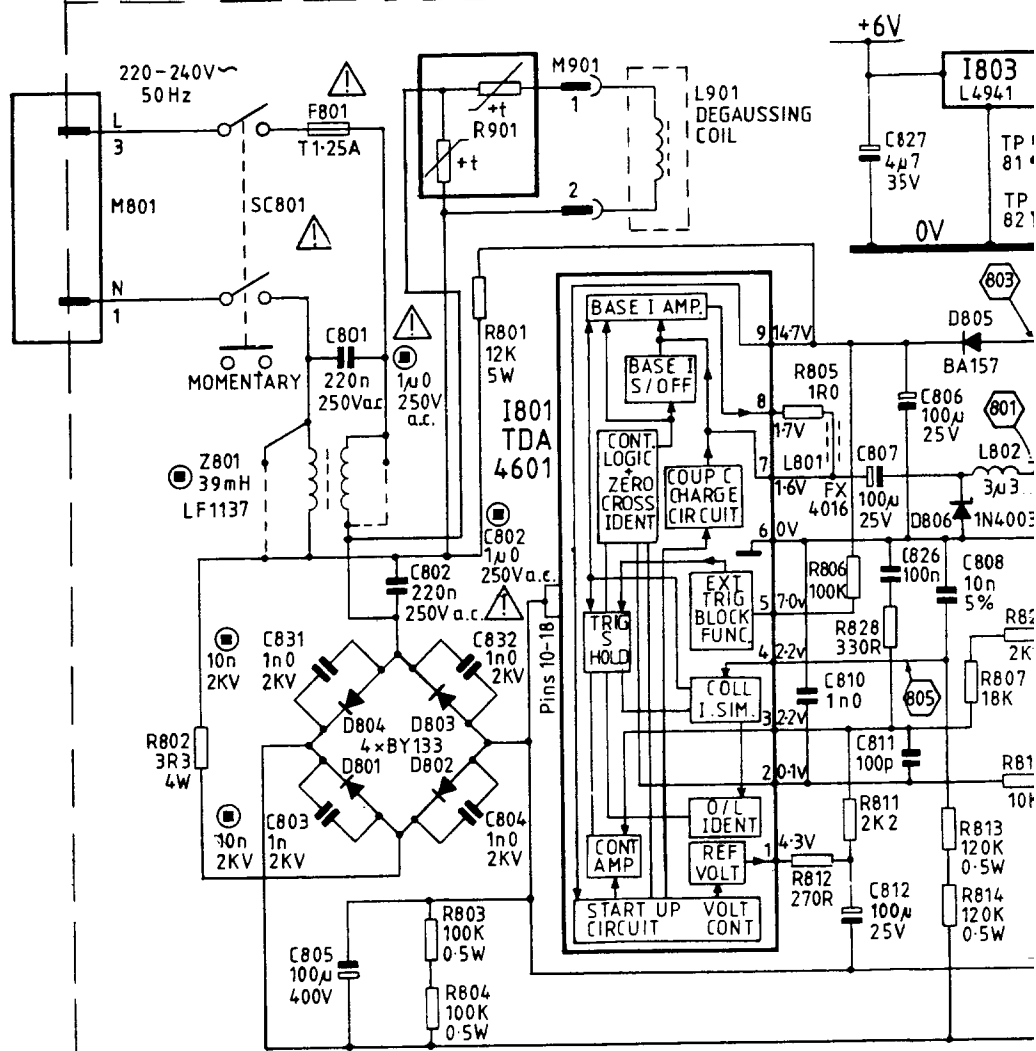 +6V
220-240V~
50Hz
F801
T1·25A
L
3
M801
SC801
N
1
MOMENTARY
C801
220n
250Va.c.
1µ0
250V
a.c.
Z801
39mH
LF1137
+t
R901
+t
M901
1
2
L901
DEGAUSSING
COIL
I803
L4941
C827
4µ7
35V
TP
81
TP
82
0V
803
R801
12K
5W
I801
TDA
4601
C802
1µ0
250Va.c.
C802
220n
250Va.c.
Pins 10-18
BASE I AMP.
BASE I
S/OFF
CONT.
LOGIC
+
ZERO
CROSS
IDENT
COUP C
CHARGE
CIRCUIT
EXT
TRIG
BLOCK
FUNC.
TRIG
S
HOLD
COLL
I.SIM.
O/L
IDENT
CONT
AMP
REF
VOLT
START UP
CIRCUIT
VOLT
CONT
9 14·7V
8
1·7V
7
1·6V
6 0V
5 7·0v
4 2·2v
3 2·2V
2 0·1V
1 4·3V
R805
1R0
L801
FX
4016
D805
BA157
C806
100µ
25V
801
L802
3µ3
C807
100µ
25V
D806
1N4003
R806
100K
C826
100n
C808
10n
5%
R828
330R
R82
2K
R807
18K
805
C810
1n0
C811
100p
R81
10K
R811
2K2
R812
270R
C812
100µ
25V
R813
120K
0·5W
R814
120K
0·5W
C831
1n0
2KV
10n
2KV
C832
1n0
2KV
D804
D803
4×BY133
D801
D802
R802
3R3
4W
10n
2KV
C803
1n
2KV
C804
1n0
2KV
R803
100K
0·5W
C805
100µ
400V
R804
100K
0·5W